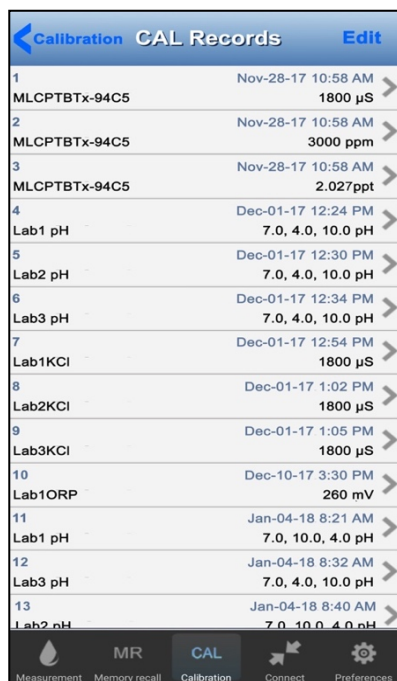 Calibration CAL Records Edit
1 Nov-28-17 10:58 AM
MLCPTBTx-94C5 1800 µS
2 Nov-28-17 10:58 AM
MLCPTBTx-94C5 3000 ppm
3 Nov-28-17 10:58 AM
MLCPTBTx-94C5 2.027ppt
4 Dec-01-17 12:24 PM
Lab1 pH 7.0, 4.0, 10.0 pH
5 Dec-01-17 12:30 PM
Lab2 pH 7.0, 4.0, 10.0 pH
6 Dec-01-17 12:34 PM
Lab3 pH 7.0, 4.0, 10.0 pH
7 Dec-01-17 12:54 PM
Lab1KCl 1800 µS
8 Dec-01-17 1:02 PM
Lab2KCl 1800 µS
9 Dec-01-17 1:05 PM
Lab3KCl 1800 µS
10 Dec-10-17 3:30 PM
Lab1ORP 260 mV
11 Jan-04-18 8:21 AM
Lab1 pH 7.0, 10.0, 4.0 pH
12 Jan-04-18 8:32 AM
Lab3 pH 7.0, 4.0, 10.0 pH
13 Jan-04-18 8:40 AM
Lab2 pH 7.0, 10.0, 4.0 pH
MR CAL
Measurement Memory recall Calibration Connect Preferences